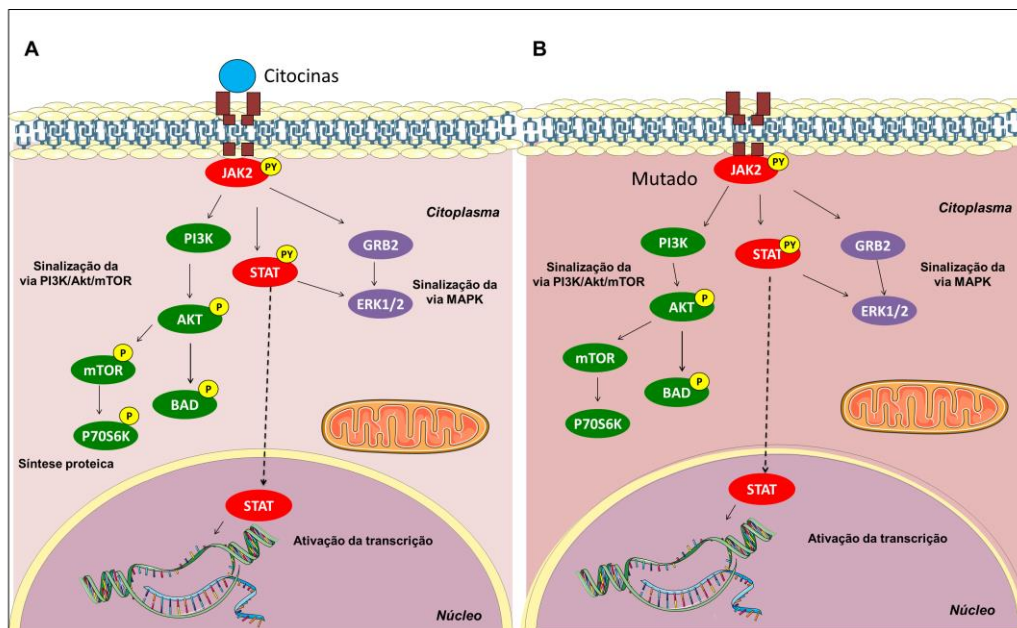 A
Citocinas
JAK2
PY
Citoplasma
PI3K
GRB2
PY
STAT
Sinalização da
via PI3K/Akt/mTOR
Sinalização da
via MAPK
ERK1/2
P
AKT
P
mTOR
P
BAD
P
P70S6K
Síntese proteica
STAT
Ativação da transcrição
Núcleo
B
JAK2
PY
Mutado
Citoplasma
PI3K
GRB2
PY
STAT
Sinalização da
via PI3K/Akt/mTOR
Sinalização da
via MAPK
P
AKT
ERK1/2
mTOR
P
BAD
P70S6K
STAT
Ativação da transcrição
Núcleo